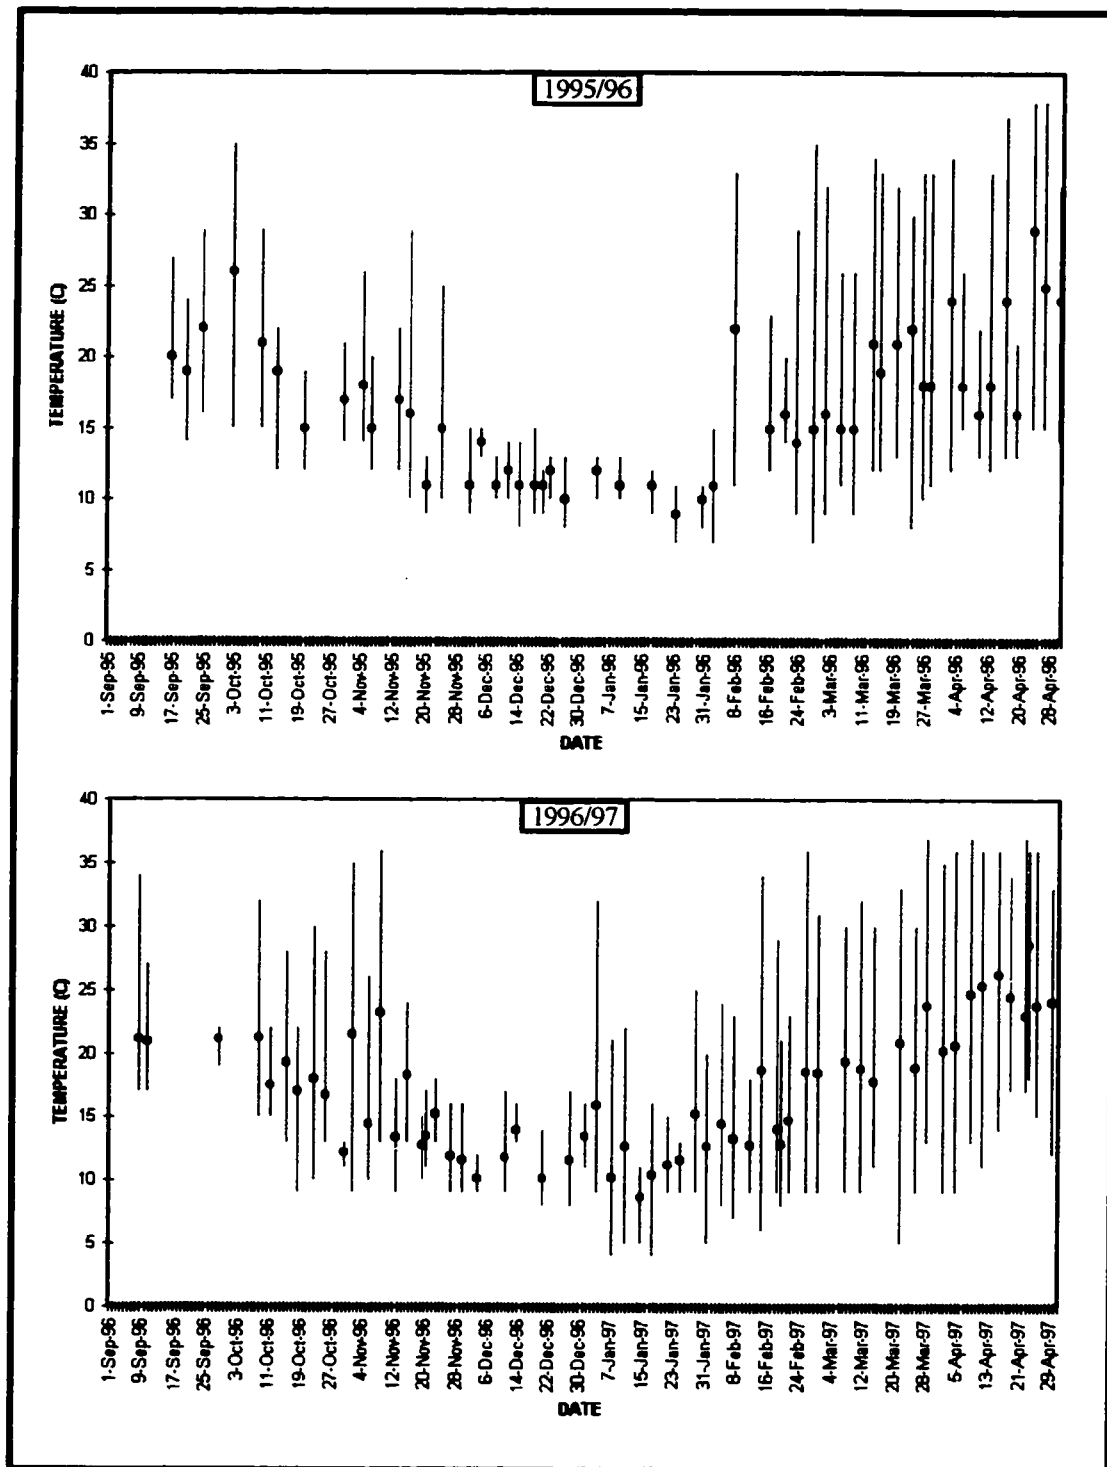 1995/96
40
35
30
25
20
15
10
5
0
TEMPERATURE (C)
1-Sep-95
9-Sep-95
17-Sep-95
25-Sep-95
3-Oct-95
11-Oct-95
19-Oct-95
27-Oct-95
4-Nov-95
12-Nov-95
20-Nov-95
28-Nov-95
6-Dec-95
14-Dec-95
22-Dec-95
30-Dec-95
7-Jan-96
15-Jan-96
23-Jan-96
31-Jan-96
8-Feb-96
16-Feb-96
24-Feb-96
3-Mar-96
11-Mar-96
19-Mar-96
27-Mar-96
4-Apr-96
12-Apr-96
20-Apr-96
28-Apr-96
DATE
1996/97
40
35
30
25
20
15
10
5
0
TEMPERATURE (C)
1-Sep-96
9-Sep-96
17-Sep-96
25-Sep-96
3-Oct-96
11-Oct-96
19-Oct-96
27-Oct-96
4-Nov-96
12-Nov-96
20-Nov-96
28-Nov-96
6-Dec-96
14-Dec-96
22-Dec-96
30-Dec-96
7-Jan-97
15-Jan-97
23-Jan-97
31-Jan-97
8-Feb-97
16-Feb-97
24-Feb-97
4-Mar-97
12-Mar-97
20-Mar-97
28-Mar-97
5-Apr-97
13-Apr-97
21-Apr-97
29-Apr-97
DATE